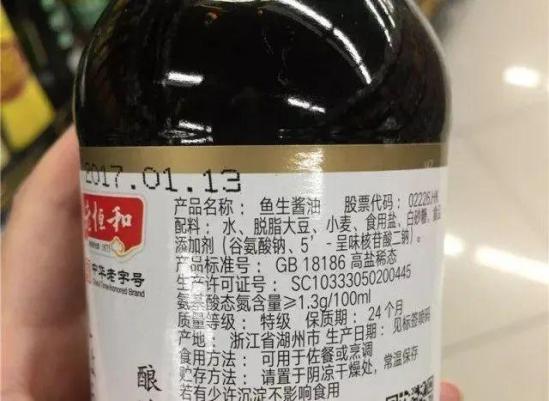 2017.01.13
老恒和
中华老字号
China Time-honored Brand
产品名称： 鱼生酱油 股票代码： 02226.HK
配料： 水、脱脂大豆、小麦、食用盐、白砂糖、食品
添加剂（谷氨酸钠、5'-呈味核苷酸二钠）。
产品标准号： GB 18186 高盐稀态
生产许可证号： SC10333050200445
氨基酸态氮含量≥1.3g/100ml
质量等级： 特级 保质期： 24个月
产地： 浙江省湖州市 生产日期： 见标签喷码
食用方法： 可用于佐餐或烹调
贮存方法： 请置于阴凉干燥处，常温保存
若有少许沉淀不影响食用
酿